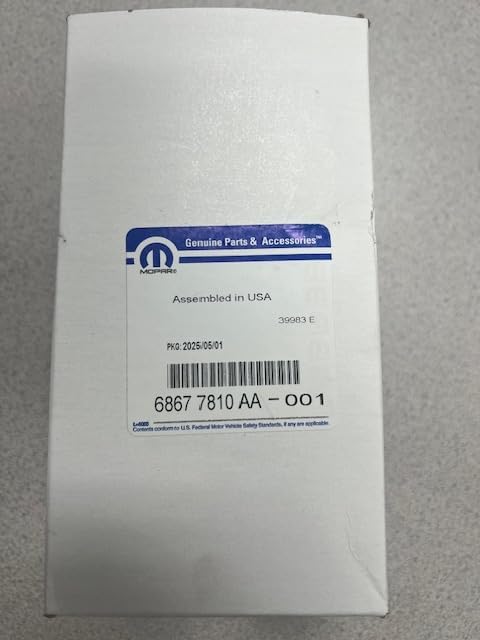 Genuine Parts & Accessories™
MOPAR®
Assembled in USA
39983 E
PKG: 2025/05/01
6867 7810 AA - 001
Contents conform to U.S. Federal Motor Vehicle Safety Standards, if any are applicable.